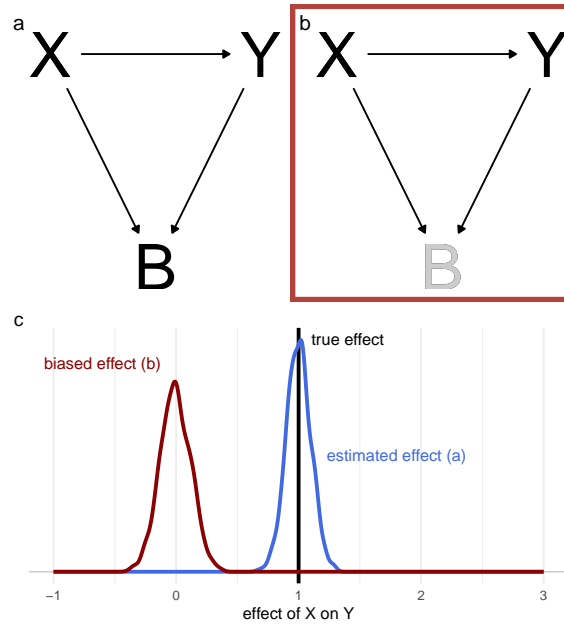 a
X
Y
B
b
X
Y
B
c
true effect
biased effect (b)
estimated effect (a)
−1
0
1
2
3
effect of X on Y